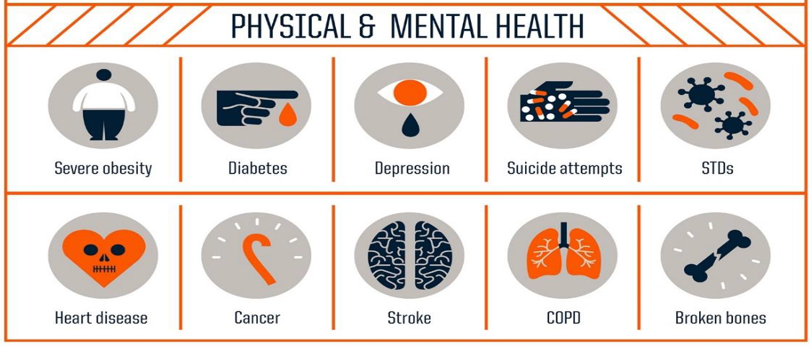 PHYSICAL & MENTAL HEALTH
Severe obesity
Diabetes
Depression
Suicide attempts
STDs
Heart disease
Cancer
Stroke
COPD
Broken bones